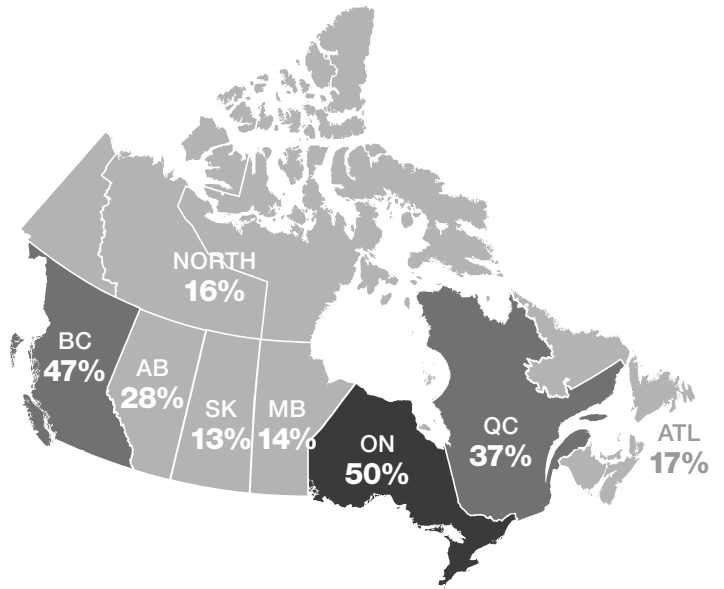 NORTH
16%
BC
47%
AB
28%
SK
13%
MB
14%
ON
50%
QC
37%
ATL
17%